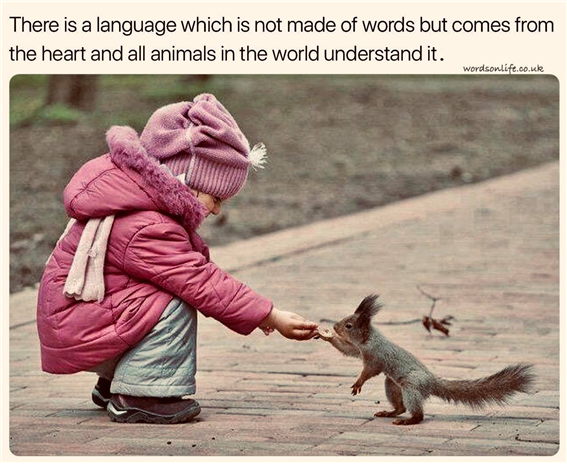 There is a language which is not made of words but comes from
the heart and all animals in the world understand it.
wordsonlife.co.uk